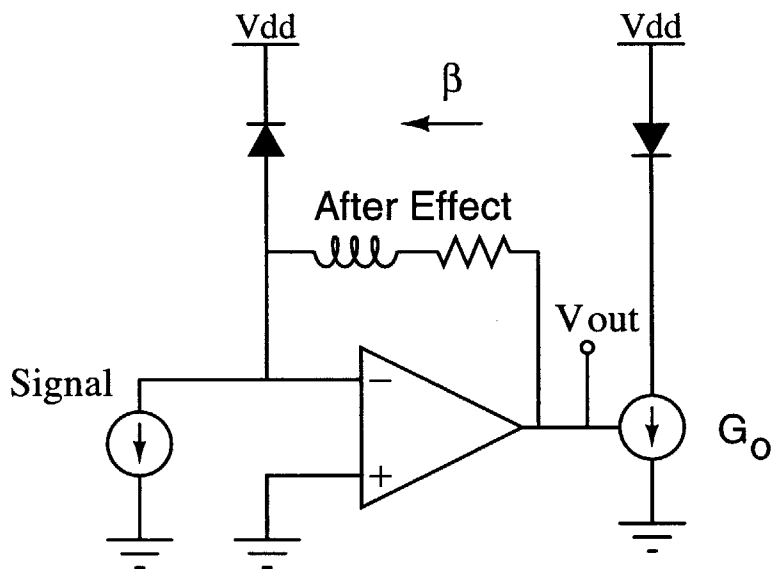 Vdd
Vdd
β
After Effect
Vout
Signal
−
+
Go